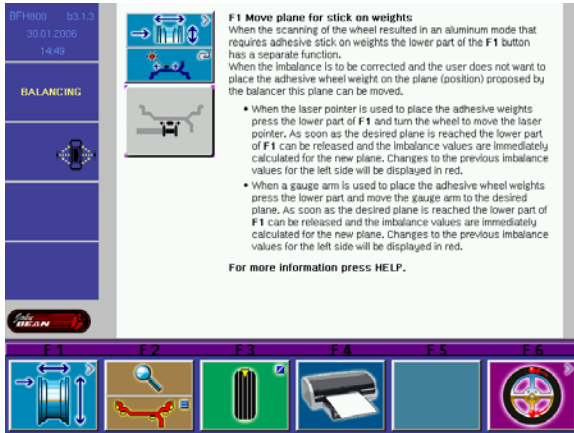 BFH800 b3.1.3
30.01.2006
14:49
BALANCING
F1 Move plane for stick on weights
When the scanning of the wheel resulted in an aluminum mode that
requires adhesive stick on weights the lower part of the F1 button
has a separate function.
When the imbalance is to be corrected and the user does not want to
place the adhesive wheel weight on the plane (position) proposed by
the balancer this plane can be moved.
• When the laser pointer is used to place the adhesive weights
press the lower part of F1 and turn the wheel to move the laser
pointer. As soon as the desired plane is reached the lower part
of F1 can be released and the imbalance values are immediately
calculated for the new plane. Changes to the previous imbalance
values for the left side will be displayed in red.
• When a gauge arm is used to place the adhesive wheel weights
press the lower part and move the gauge arm to the desired
plane. As soon as the desired plane is reached the lower part of
F1 can be released and the imbalance values are immediately
calculated for the new plane. Changes to the previous imbalance
values for the left side will be displayed in red.
For more information press HELP.
John
BEAN
F1 F2 F3 F4 F5 F6